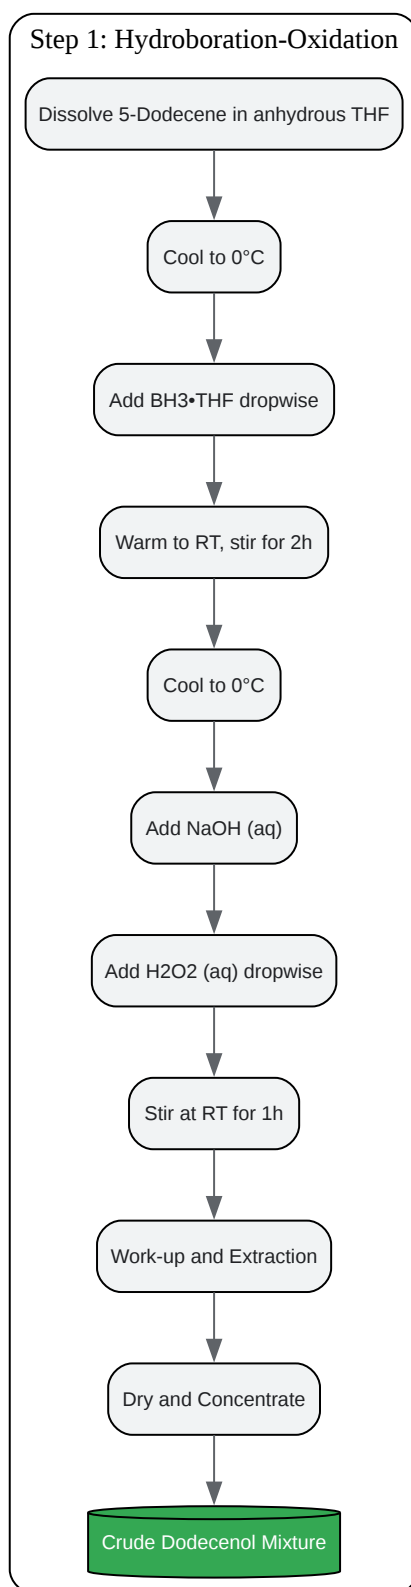 Step 1: Hydroboration-Oxidation
Dissolve 5-Dodecene in anhydrous THF
Cool to 0°C
Add BH3•THF dropwise
Warm to RT, stir for 2h
Cool to 0°C
Add NaOH (aq)
Add H2O2 (aq) dropwise
Stir at RT for 1h
Work-up and Extraction
Dry and Concentrate
Crude Dodecenol Mixture